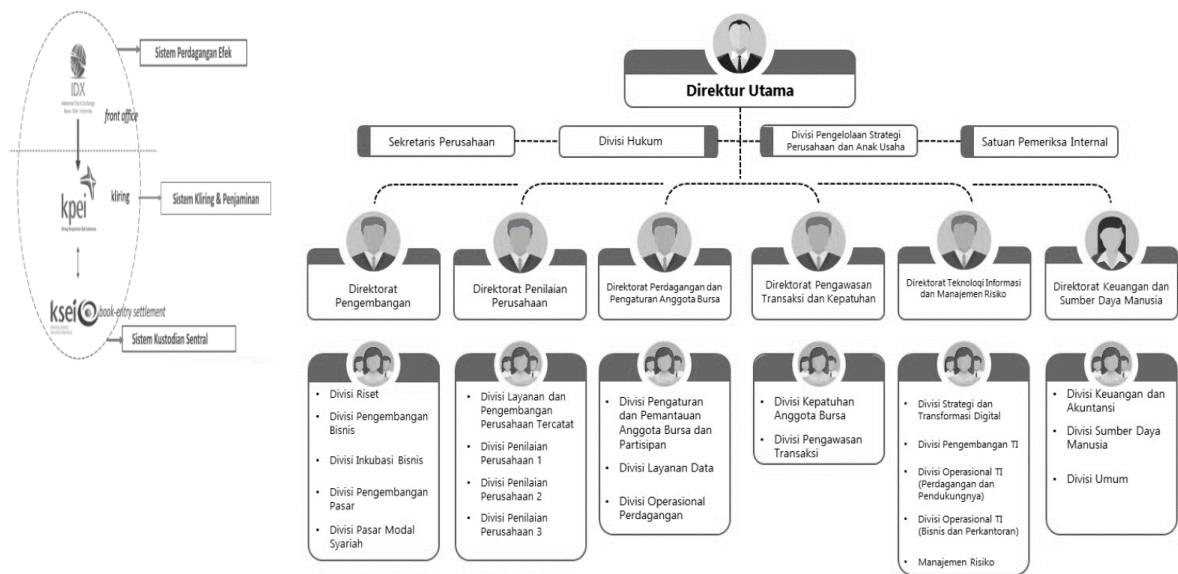 Sistem Perdagangan Efek
IDX
Indonesia Stock Exchange
Bursa Efek Indonesia
front office
kpei
kliring
Sistem Kliring & Penjaminan
ksei
book-entry settlement
Sistem Kustodian Sentral
Direktur Utama
Sekretaris Perusahaan
Divisi Hukum
Divisi Pengelolaan Strategi
Perusahaan dan Anak Usaha
Satuan Pemeriksa Internal
Direktorat
Pengembangan
Direktorat Penilaian
Perusahaan
Direktorat Perdagangan dan
Pengaturan Anggota Bursa
Direktorat Pengawasan
Transaksi dan Kepatuhan
Direktorat Teknologi Informasi
dan Manajemen Risiko
Direktorat Keuangan dan
Sumber Daya Manusia
• Divisi Riset
• Divisi Pengembangan
Bisnis
• Divisi Inkubasi Bisnis
• Divisi Pengembangan
Pasar
• Divisi Pasar Modal
Syariah
• Divisi Layanan dan
Pengembangan
Perusahaan Tercatat
• Divisi Penilaian
Perusahaan 1
• Divisi Penilaian
Perusahaan 2
• Divisi Penilaian
Perusahaan 3
• Divisi Pengaturan
dan Pemantauan
Anggota Bursa dan
Partisipan
• Divisi Layanan Data
• Divisi Operasional
Perdagangan
• Divisi Kepatuhan
Anggota Bursa
• Divisi Pengawasan
Transaksi
• Divisi Strategi dan
Transformasi Digital
• Divisi Pengembangan TI
• Divisi Operasional TI
(Perdagangan dan
Pendukungnya)
• Divisi Operasional TI
(Bisnis dan Perkantoran)
• Manajemen Risiko
• Divisi Keuangan dan
Akuntansi
• Divisi Sumber Daya
Manusia
• Divisi Umum